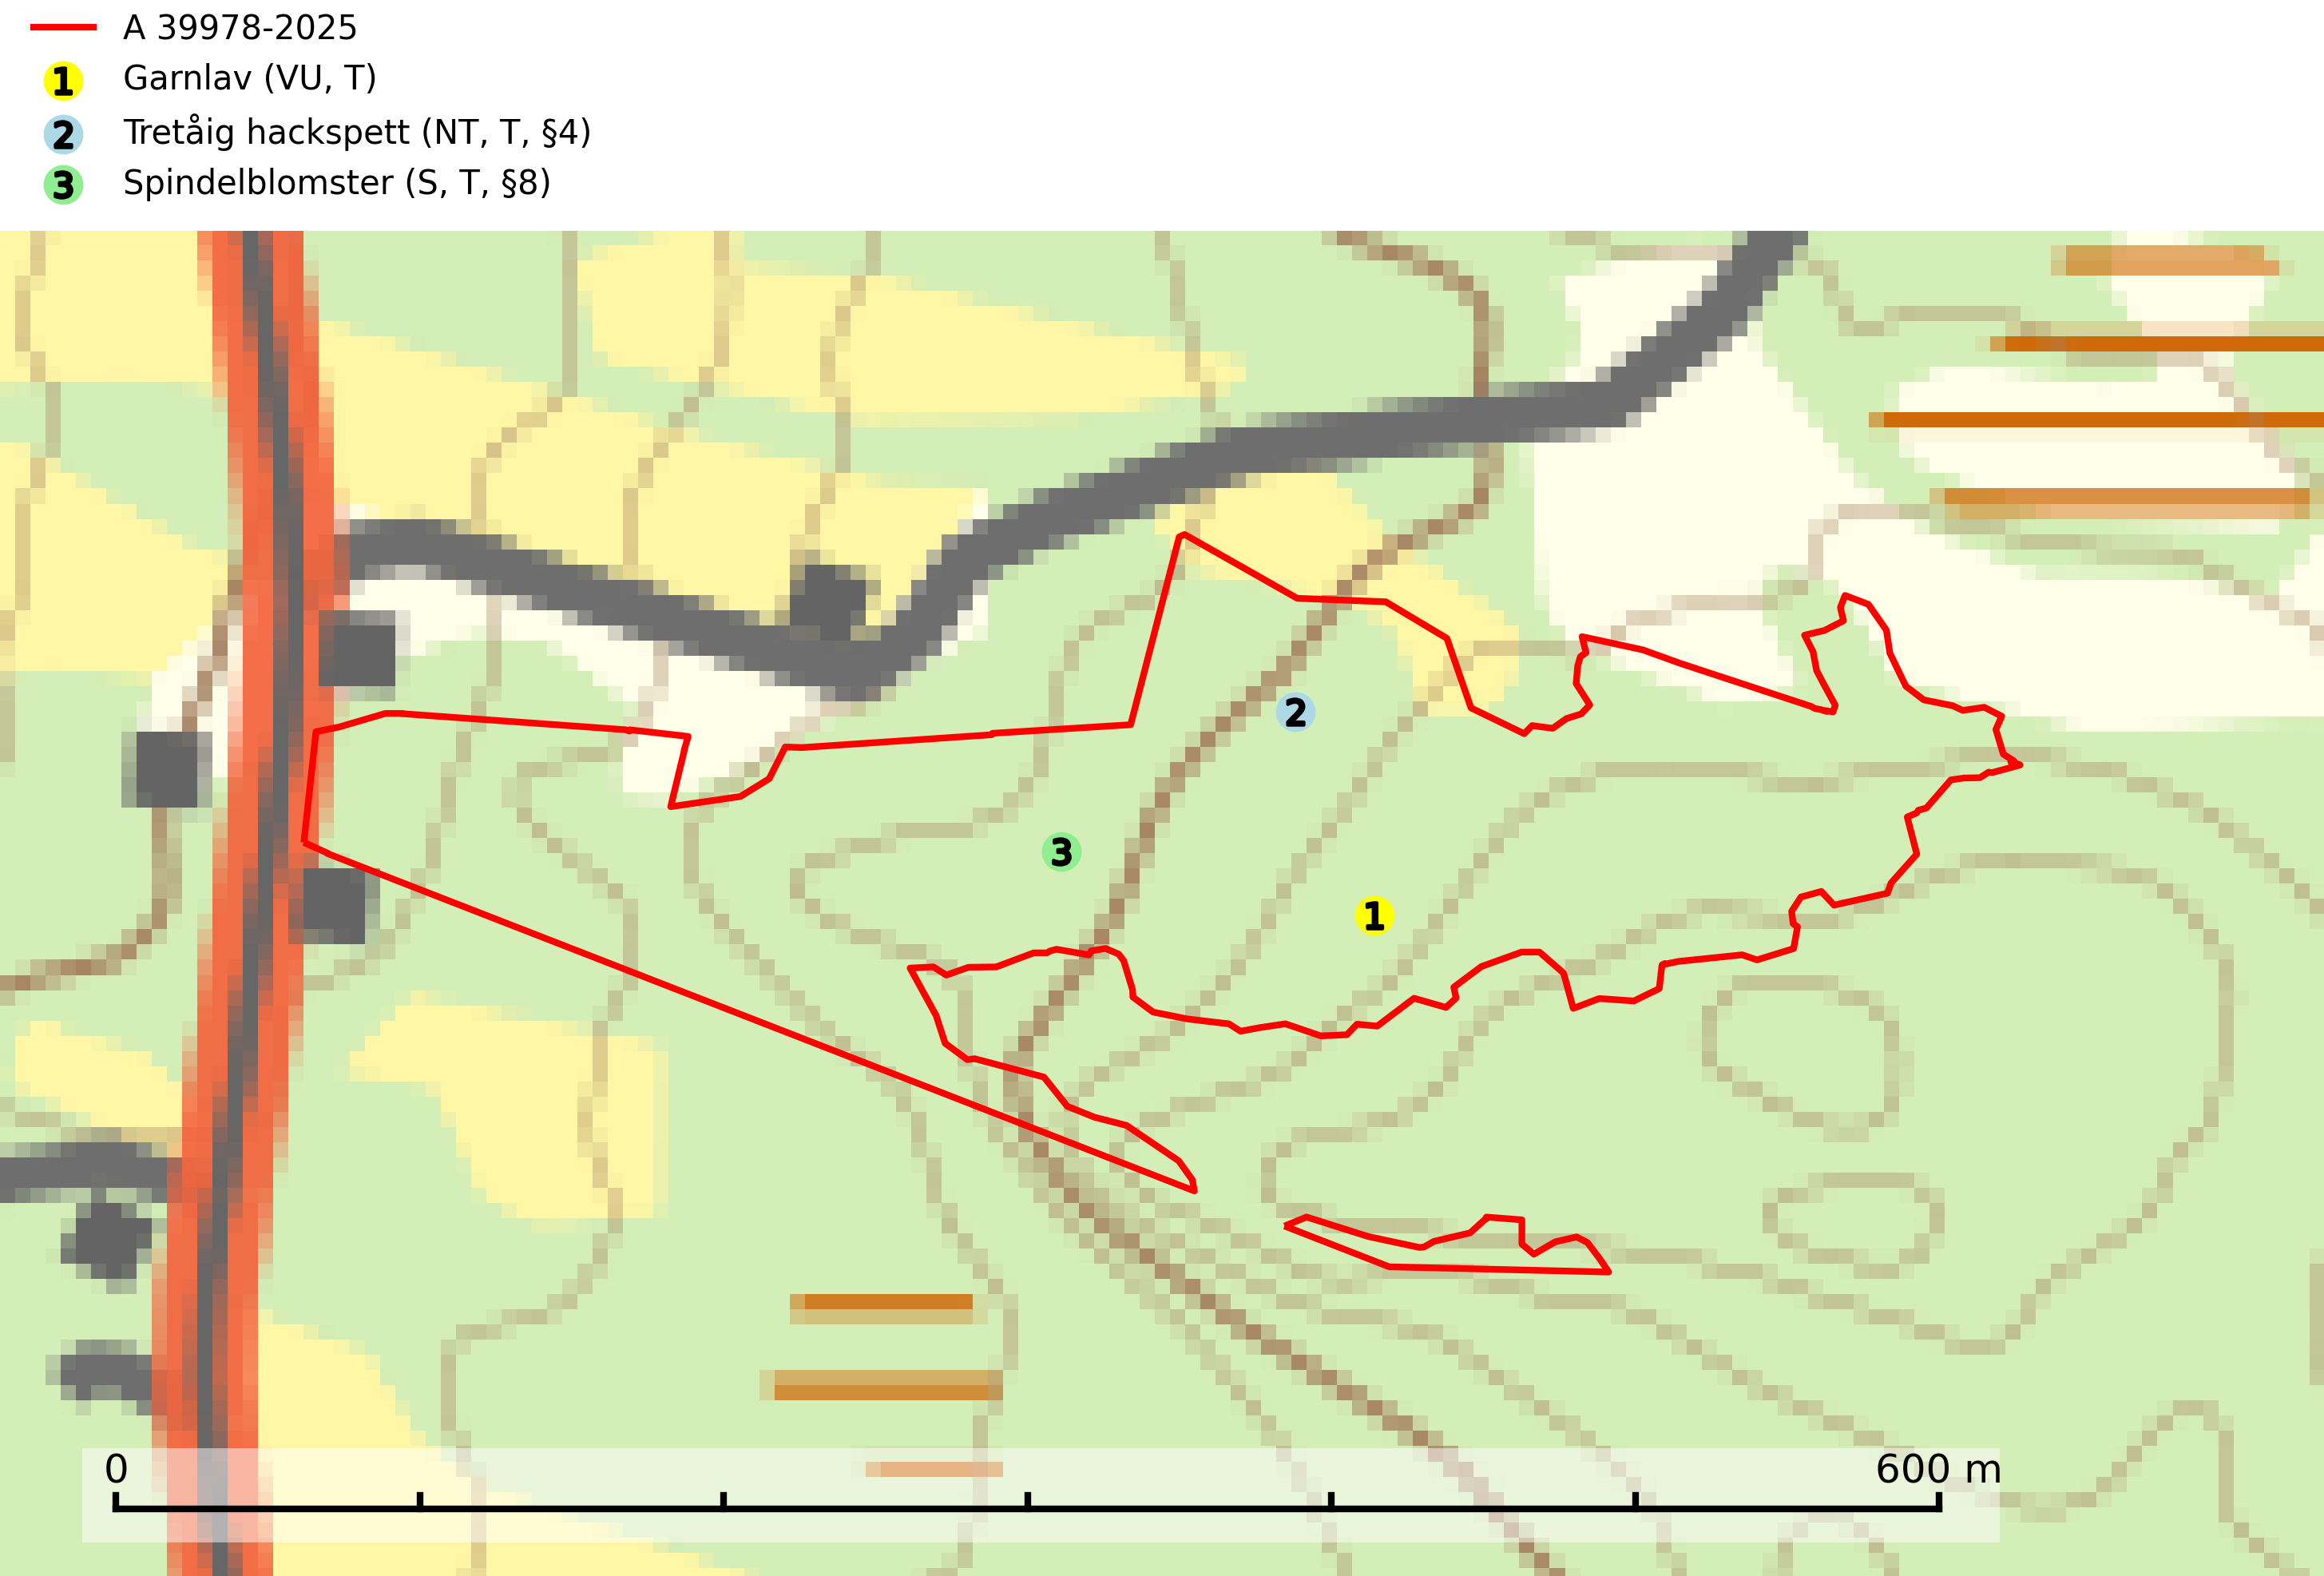 A 39978-2025
1 Garnlav (VU, T)
2 Tretåig hackspett (NT, T, §4)
3 Spindelblomster (S, T, §8)
2
3
1
0 600 m